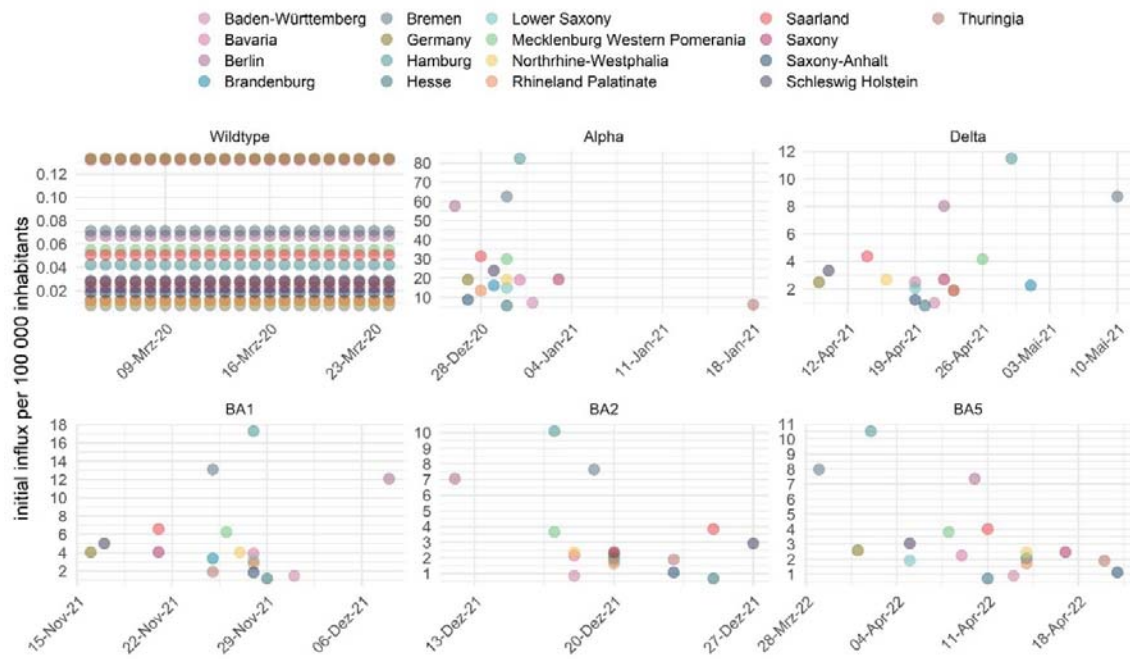 Baden-Württemberg Bremen Lower Saxony Saarland Thuringia
Bavaria Germany Mecklenburg Western Pomerania Saxony
Berlin Hamburg Northrhine-Westphalia Saxony-Anhalt
Brandenburg Hesse Rhineland Palatinate Schleswig Holstein
initial influx per 100 000 inhabitants
Wildtype
0.12
0.10
0.08
0.06
0.04
0.02
09-Mrz-20 16-Mrz-20 23-Mrz-20
Alpha
80
70
60
50
40
30
20
10
28-Dez-20 04-Jan-21 11-Jan-21 18-Jan-21
Delta
12
10
8
6
4
2
12-Apr-21 19-Apr-21 26-Apr-21 03-Mai-21 10-Mai-21
BA1
18
16
14
12
10
8
6
4
2
15-Nov-21 22-Nov-21 29-Nov-21 06-Dez-21
BA2
10
9
8
7
6
5
4
3
2
1
13-Dez-21 20-Dez-21 27-Dez-21
BA5
11
10
9
8
7
6
5
4
3
2
1
28-Mrz-22 04-Apr-22 11-Apr-22 18-Apr-22